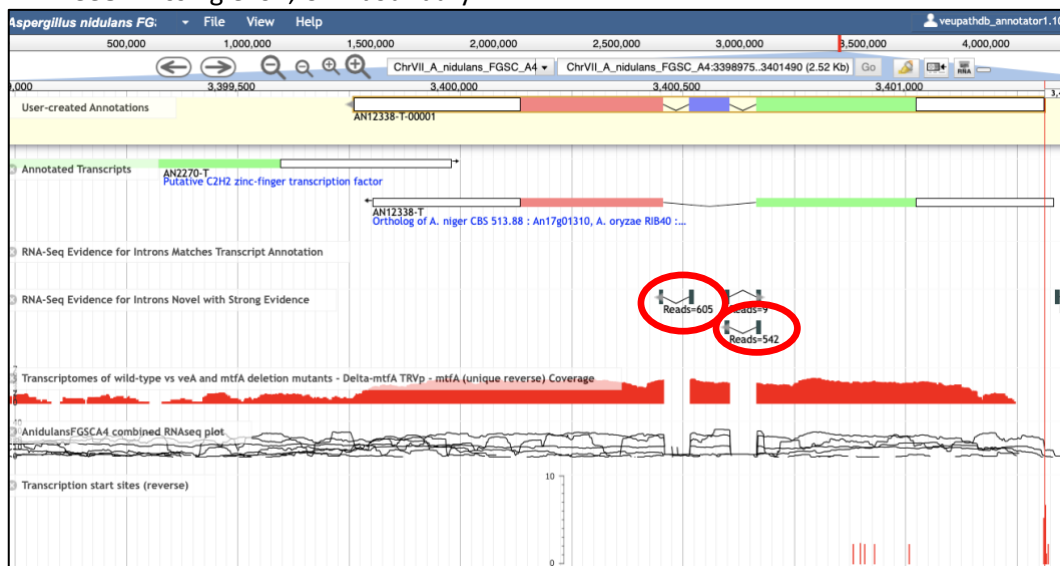 Aspergillus nidulans FG: File View Help veupathdb_annotator1.10
500,000 1,000,000 1,500,000 2,000,000 2,500,000 3,000,000 3,500,000 4,000,000
ChrVII_A_nidulans_FGSC_A4 ChrVII_A_nidulans_FGSC_A4:3398975..3401490 (2.52 Kb) Go RNA
3,399,500 3,400,000 3,400,500 3,401,000
User-created Annotations
AN12338-T-00001
Annotated Transcripts
AN2270-T
Putative C2H2 zinc-finger transcription factor
AN12338-T
Ortholog of A. niger CBS 513.88 : An17g01310, A. oryzae RIB40 :...
RNA-Seq Evidence for Introns Matches Transcript Annotation
RNA-Seq Evidence for Introns Novel with Strong Evidence
Reads=605 Reads=9
Reads=542
Transcriptomes of wild-type vs veA and mtfA deletion mutants - Delta-mtfA TRVp - mtfA (unique reverse) Coverage
AnidulansFGSCA4 combined RNAseq plot
Transcription start sites (reverse)
10
0